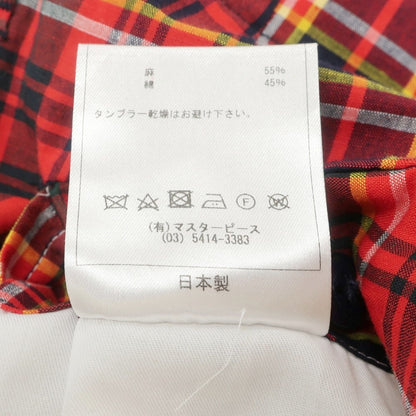 麻 55%
綿 45%
タンブラー乾燥はお避け下さい。
(有)マスターピース
(03) 5414-3383
日本製